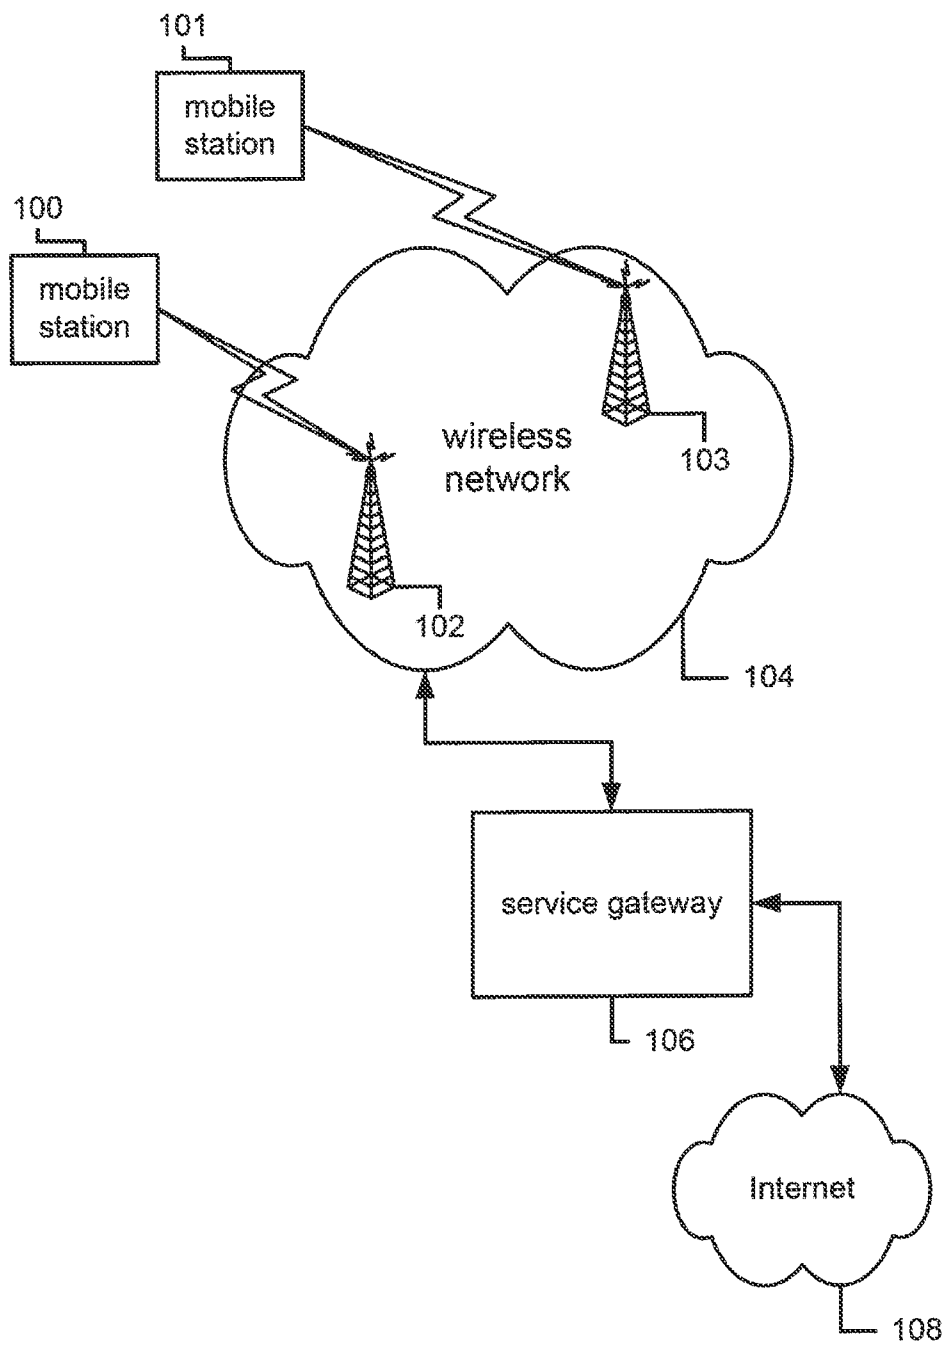 101
mobile
station
100
mobile
station
wireless
network
103
102
104
service gateway
106
Internet
108